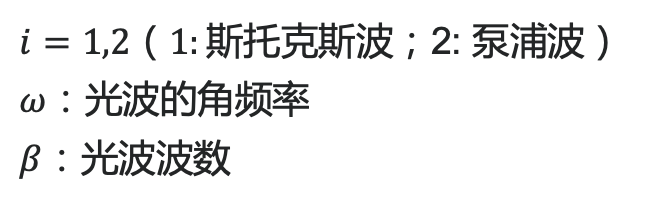 i = 1,2（1: 斯托克斯波；2: 泵浦波）
ω：光波的角频率
β：光波波数